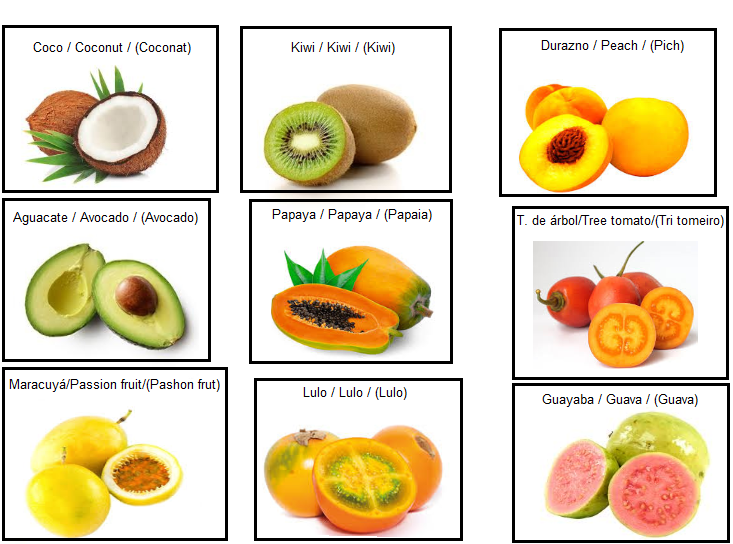 Coco / Coconut / (Coconat)
Kiwi / Kiwi / (Kiwi)
Durazno / Peach / (Pich)
Aguacate / Avocado / (Avocado)
Papaya / Papaya / (Papaia)
T. de árbol/Tree tomato/(Tri tomeiro)
Maracuyá/Passion fruit/(Pashon frut)
Lulo / Lulo / (Lulo)
Guayaba / Guava / (Guava)